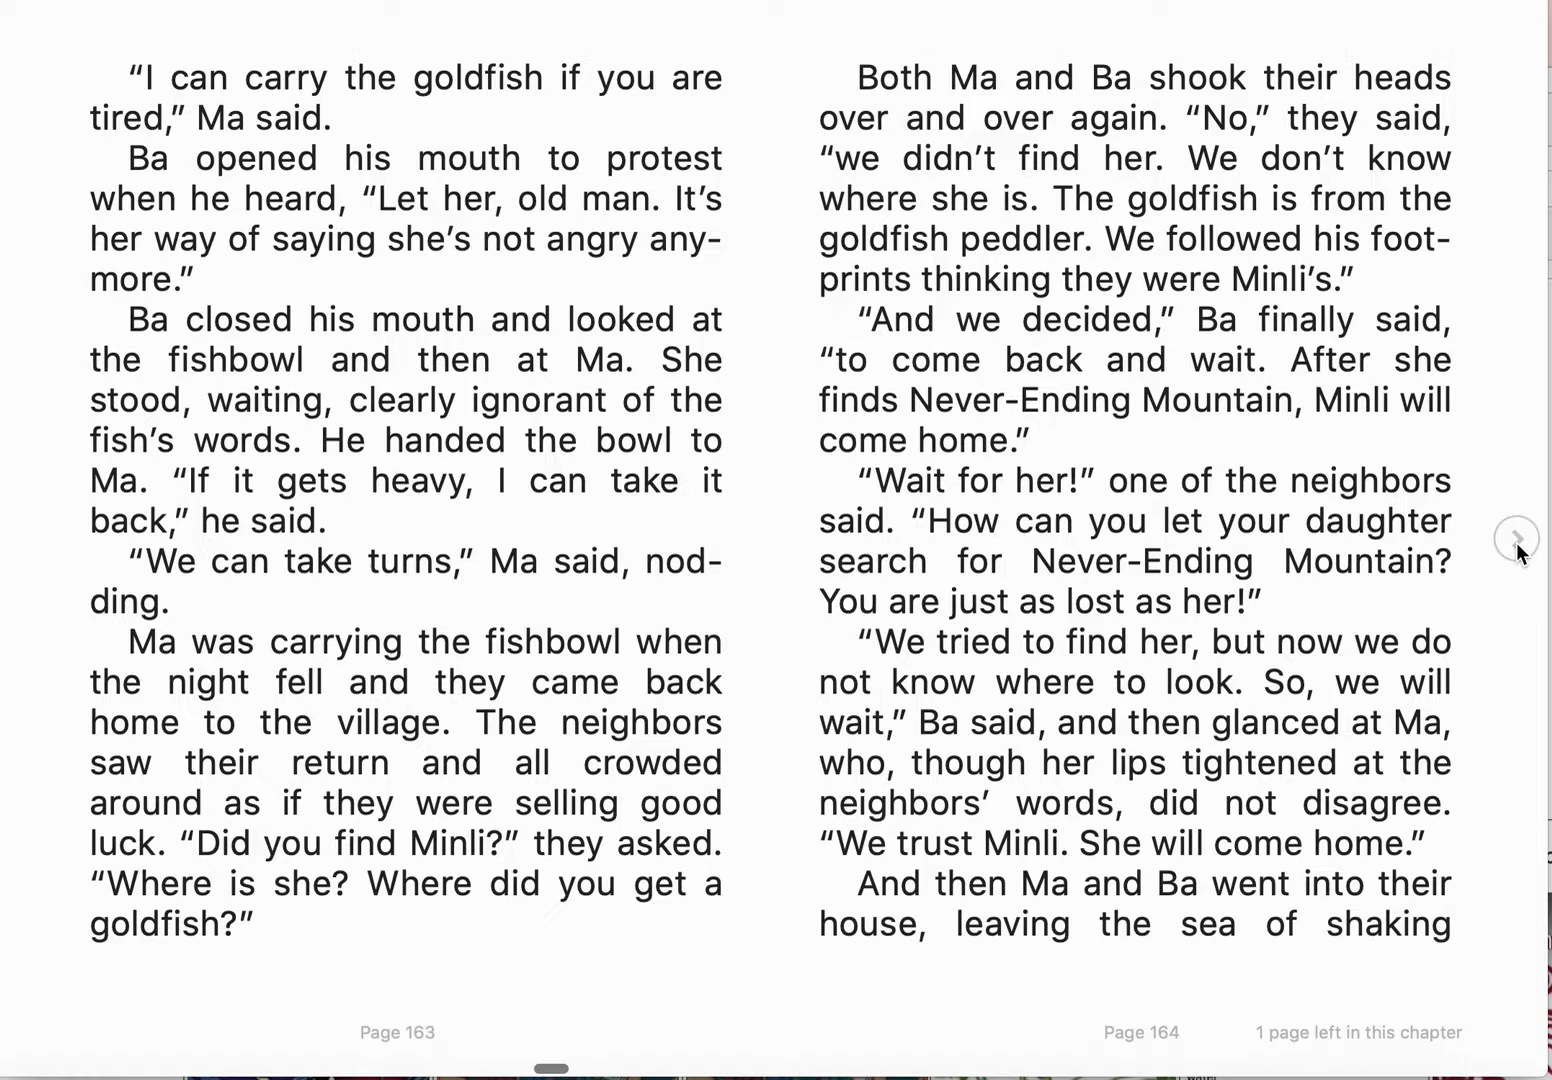 “I can carry the goldfish if you are
tired,” Ma said.
Ba opened his mouth to protest
when he heard, “Let her, old man. It’s
her way of saying she’s not angry any-
more.”
Ba closed his mouth and looked at
the fishbowl and then at Ma. She
stood, waiting, clearly ignorant of the
fish’s words. He handed the bowl to
Ma. “If it gets heavy, I can take it
back,” he said.
“We can take turns,” Ma said, nod-
ding.
Ma was carrying the fishbowl when
the night fell and they came back
home to the village. The neighbors
saw their return and all crowded
around as if they were selling good
luck. “Did you find Minli?” they asked.
“Where is she? Where did you get a
goldfish?”
Page 163
Both Ma and Ba shook their heads
over and over again. “No,” they said,
“we didn’t find her. We don’t know
where she is. The goldfish is from the
goldfish peddler. We followed his foot-
prints thinking they were Minli’s.”
“And we decided,” Ba finally said,
“to come back and wait. After she
finds Never-Ending Mountain, Minli will
come home.”
“Wait for her!” one of the neighbors
said. “How can you let your daughter
search for Never-Ending Mountain?
You are just as lost as her!”
“We tried to find her, but now we do
not know where to look. So, we will
wait,” Ba said, and then glanced at Ma,
who, though her lips tightened at the
neighbors’ words, did not disagree.
“We trust Minli. She will come home.”
And then Ma and Ba went into their
house, leaving the sea of shaking
Page 164
1 page left in this chapter